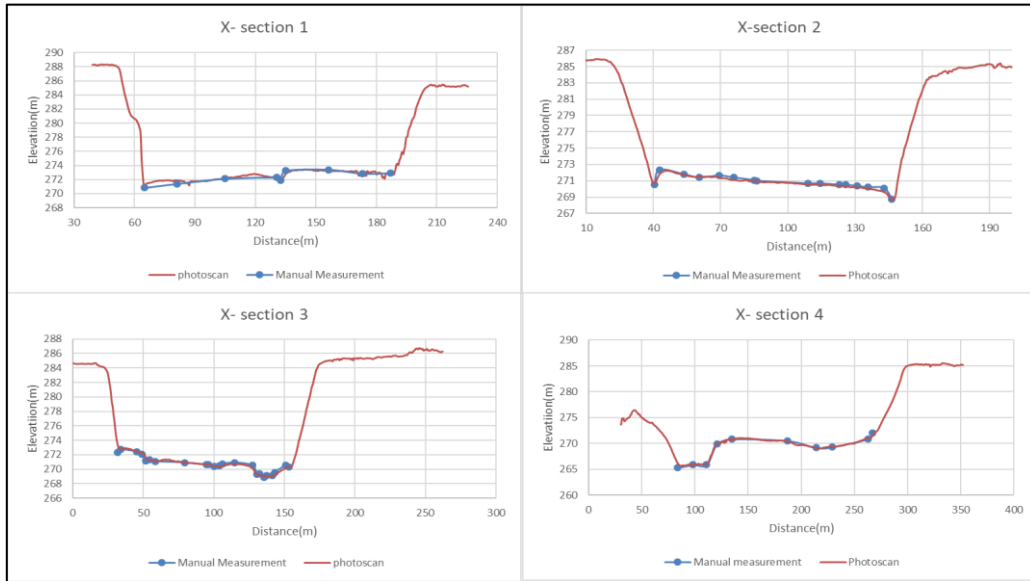 X- section 1
290
288
286
284
282
280
278
276
274
272
270
268
Elevatiion(m)
30 60 90 120 150 180 210 240
Distance(m)
photoscan Manual Measurement
X-section 2
287
285
283
281
279
277
275
273
271
269
267
Elevatiion(m)
10 40 70 100 130 160 190
Distance(m)
Manual Measurement Photoscan
X- section 3
288
286
284
282
280
278
276
274
272
270
268
266
Elevatiion(m)
0 50 100 150 200 250 300
Distance(m)
Manual Measurement photoscan
X- section 4
290
285
280
275
270
265
260
Elevatiion(m)
0 50 100 150 200 250 300 350 400
Distance(m)
Manual measurement Photoscan